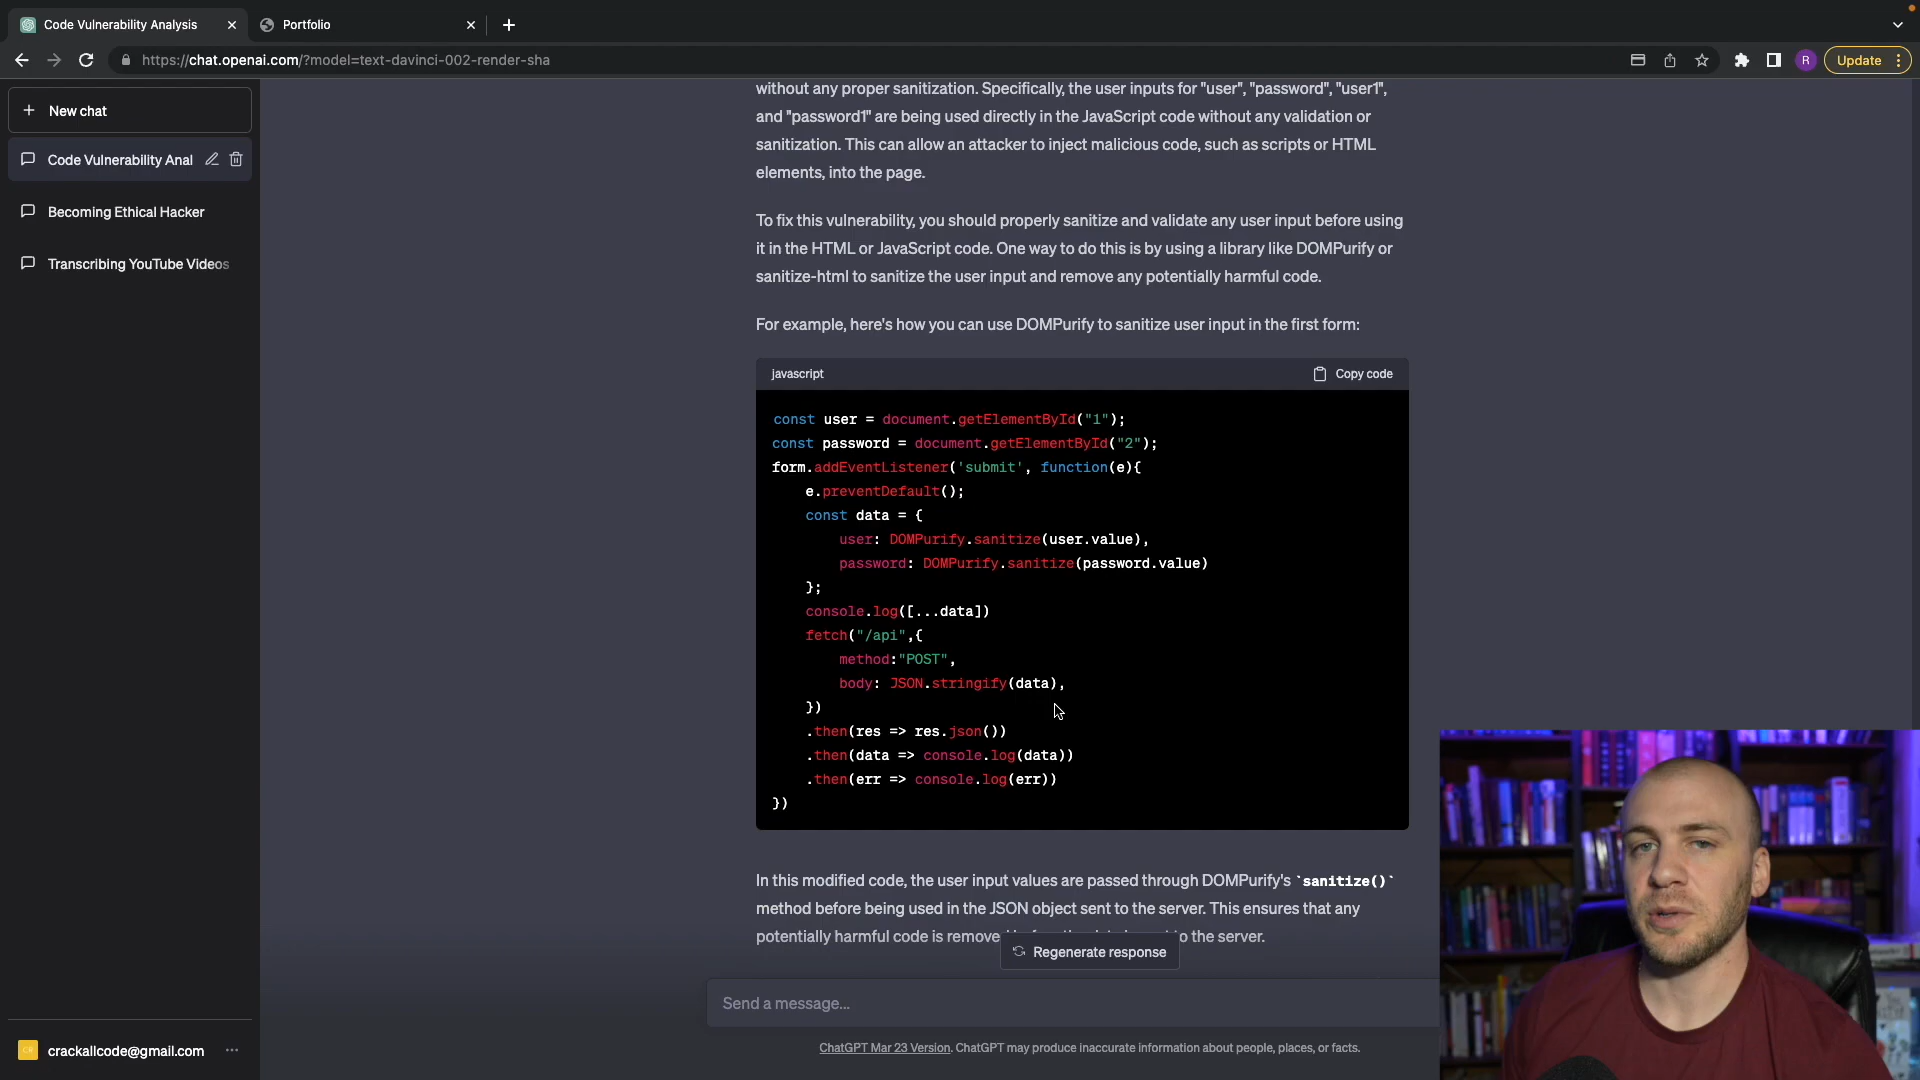 Code Vulnerability Analysis
Portfolio
https://chat.openai.com/?model=text-davinci-002-render-sha
R
Update
New chat
Code Vulnerability Anal
Becoming Ethical Hacker
Transcribing YouTube Videos
without any proper sanitization. Specifically, the user inputs for "user", "password", "user1",
and "password1" are being used directly in the JavaScript code without any validation or
sanitization. This can allow an attacker to inject malicious code, such as scripts or HTML
elements, into the page.
To fix this vulnerability, you should properly sanitize and validate any user input before using
it in the HTML or JavaScript code. One way to do this is by using a library like DOMPurify or
sanitize-html to sanitize the user input and remove any potentially harmful code.
For example, here's how you can use DOMPurify to sanitize user input in the first form:
javascript
Copy code
const user = document.getElementById("1");
const password = document.getElementById("2");
form.addEventListener('submit', function(e){
    e.preventDefault();
    const data = {
        user: DOMPurify.sanitize(user.value),
        password: DOMPurify.sanitize(password.value)
    };
    console.log([...data])
    fetch("/api",{
        method:"POST",
        body: JSON.stringify(data),
    })
    .then(res => res.json())
    .then(data => console.log(data))
    .then(err => console.log(err))
})
In this modified code, the user input values are passed through DOMPurify's `sanitize()`
method before being used in the JSON object sent to the server. This ensures that any
potentially harmful code is remove to the server.
Regenerate response
Send a message...
ChatGPT Mar 23 Version. ChatGPT may produce inaccurate information about people, places, or facts.
crackallcode@gmail.com